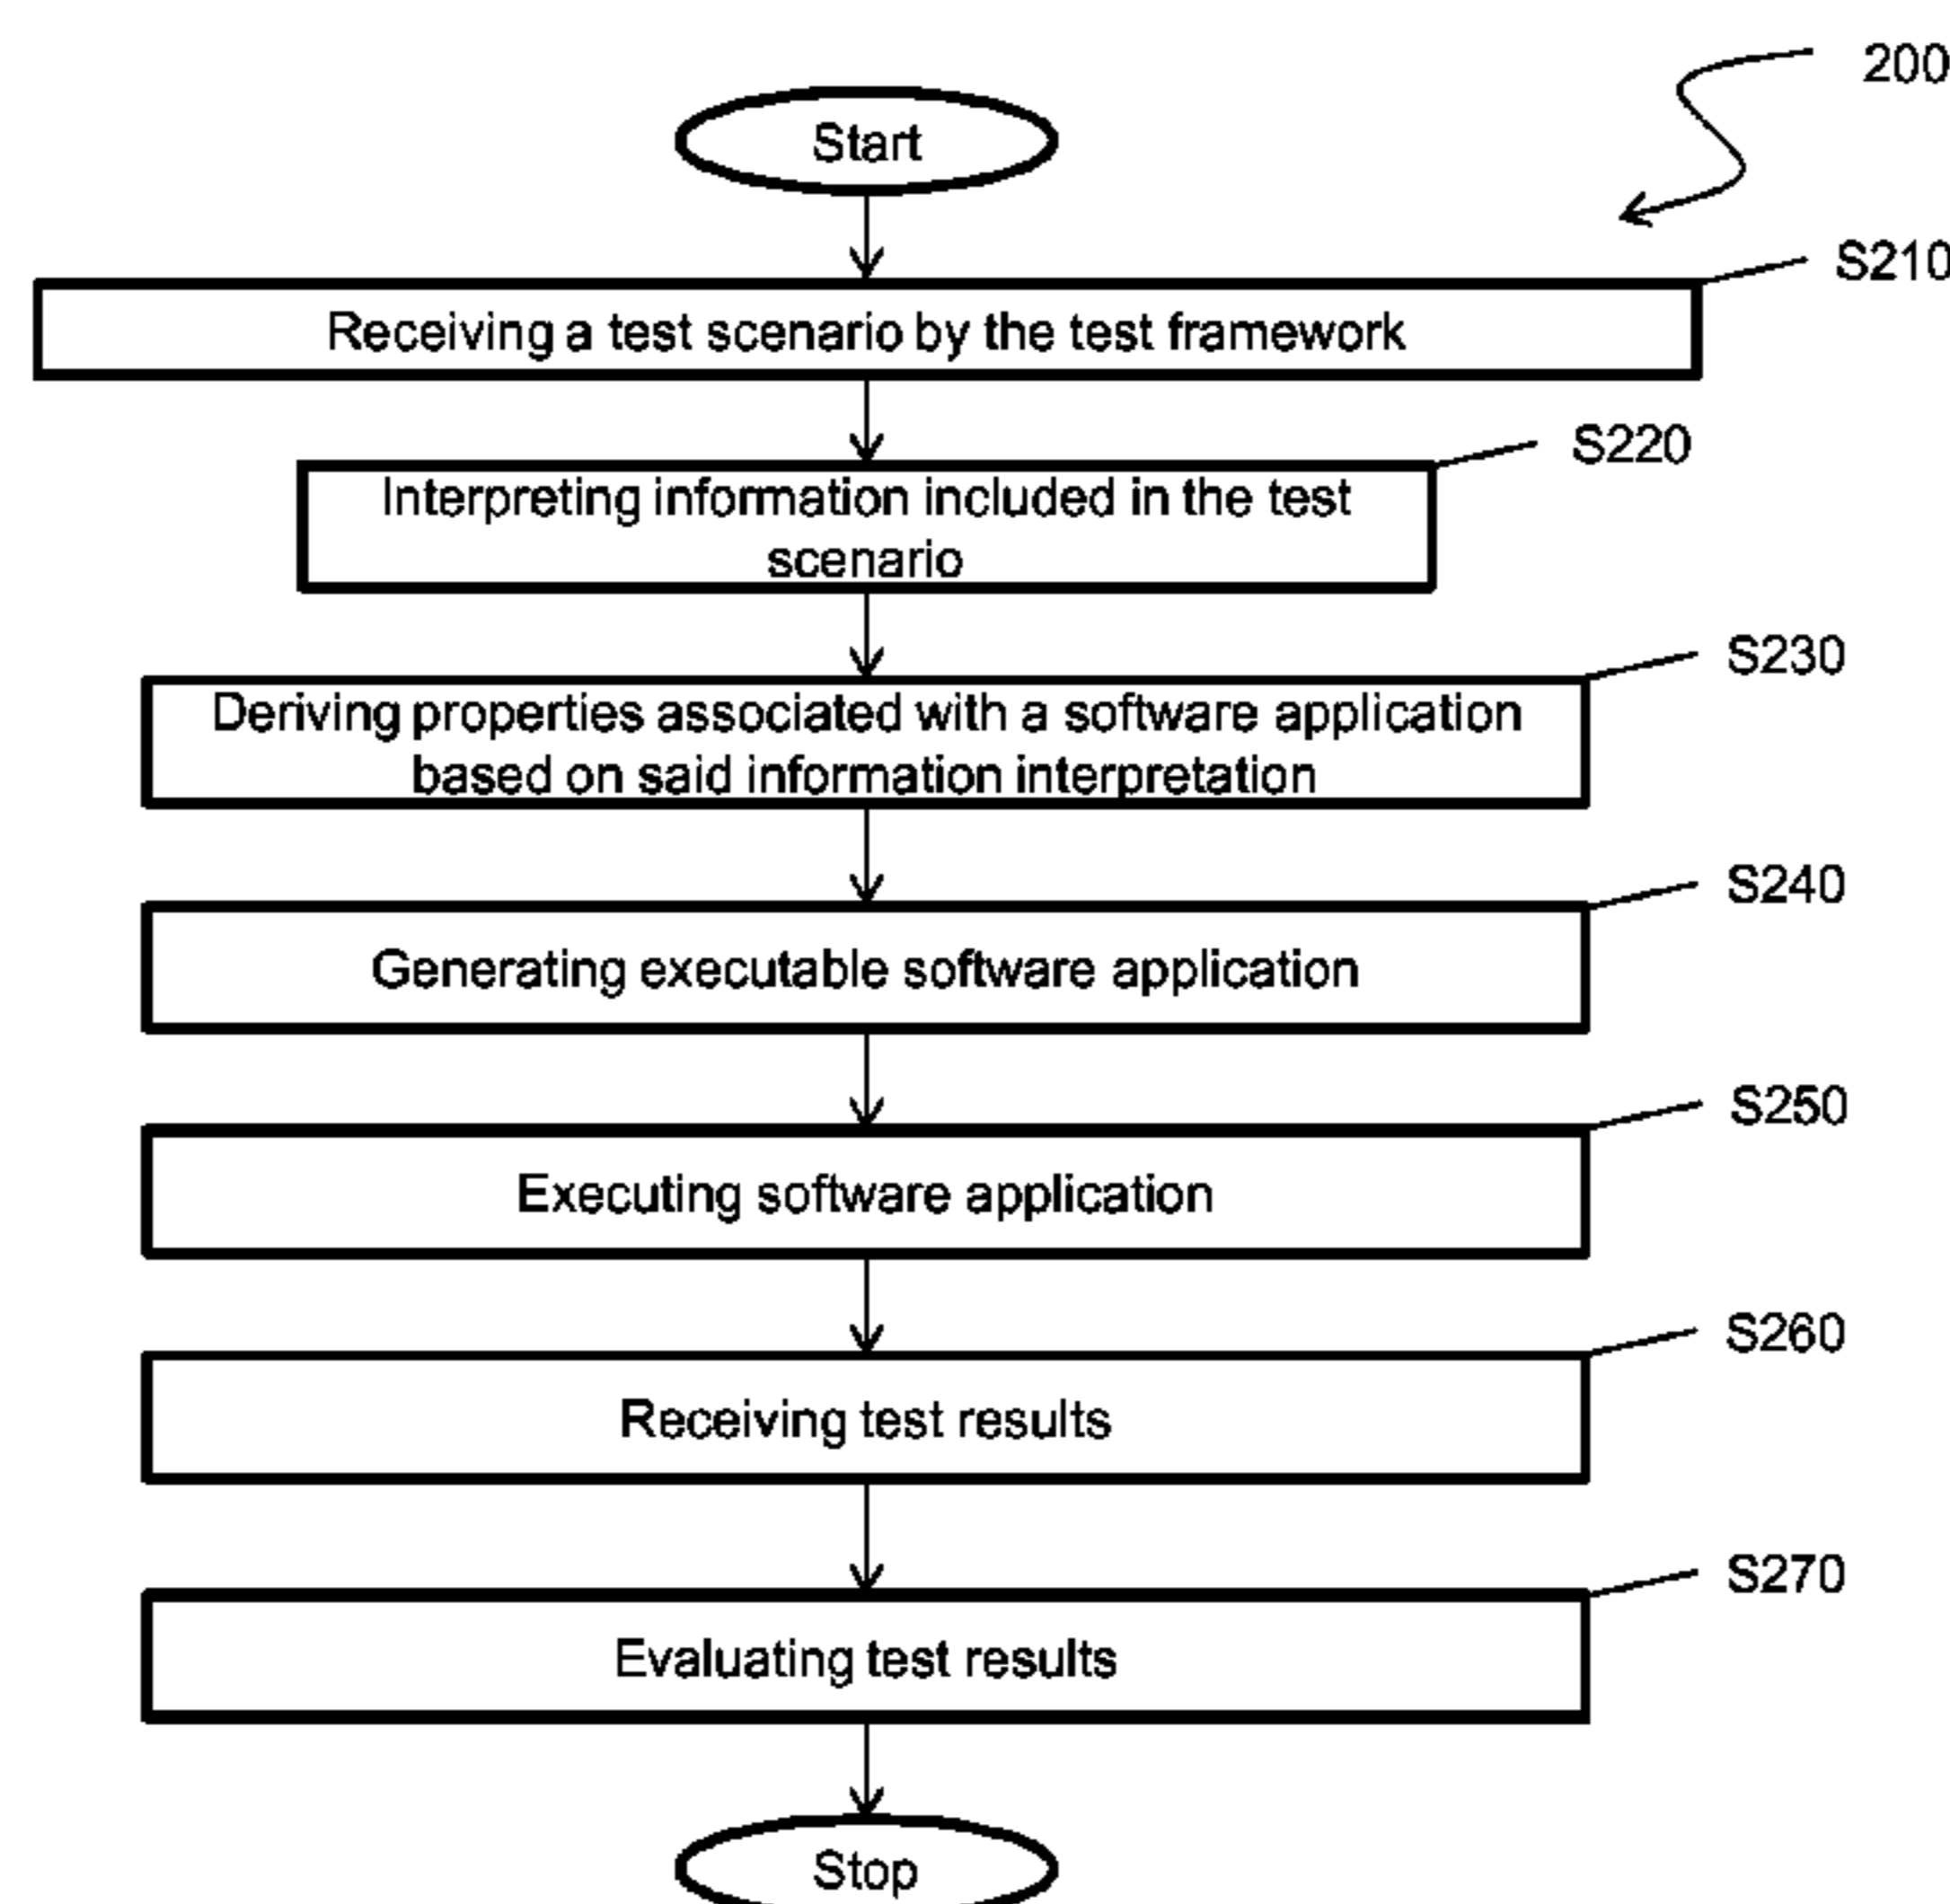 200
Start
S210
Receiving a test scenario by the test framework
S220
Interpreting information included in the test
scenario
S230
Deriving properties associated with a software application
based on said information interpretation
S240
Generating executable software application
S250
Executing software application
S260
Receiving test results
S270
Evaluating test results
Stop